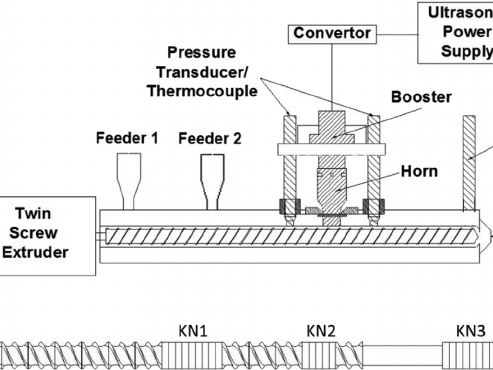 Ultrason
Power
Supply
Convertor
Pressure
Transducer/
Thermocouple
Booster
Feeder 1
Feeder 2
Horn
Twin
Screw
Extruder
KN1
KN2
KN3